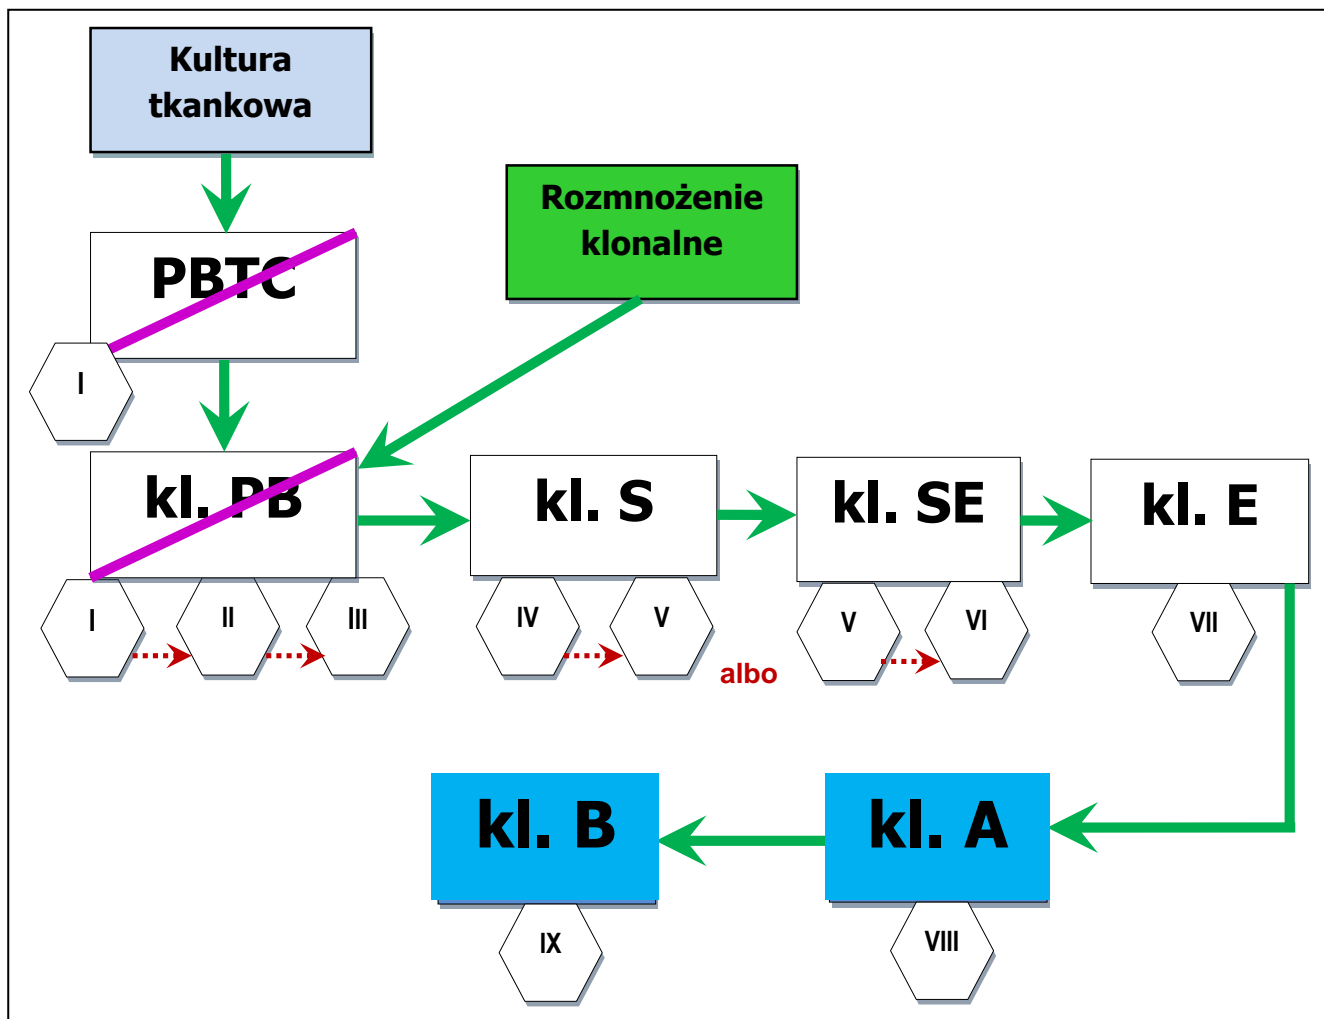 Kultura
tkankowa
Rozmnożenie
klonalne
PBTC
I
kl. PB
kl. S
kl. SE
kl. E
I
II
III
IV
V
albo
V
VI
VII
kl. B
kl. A
IX
VIII